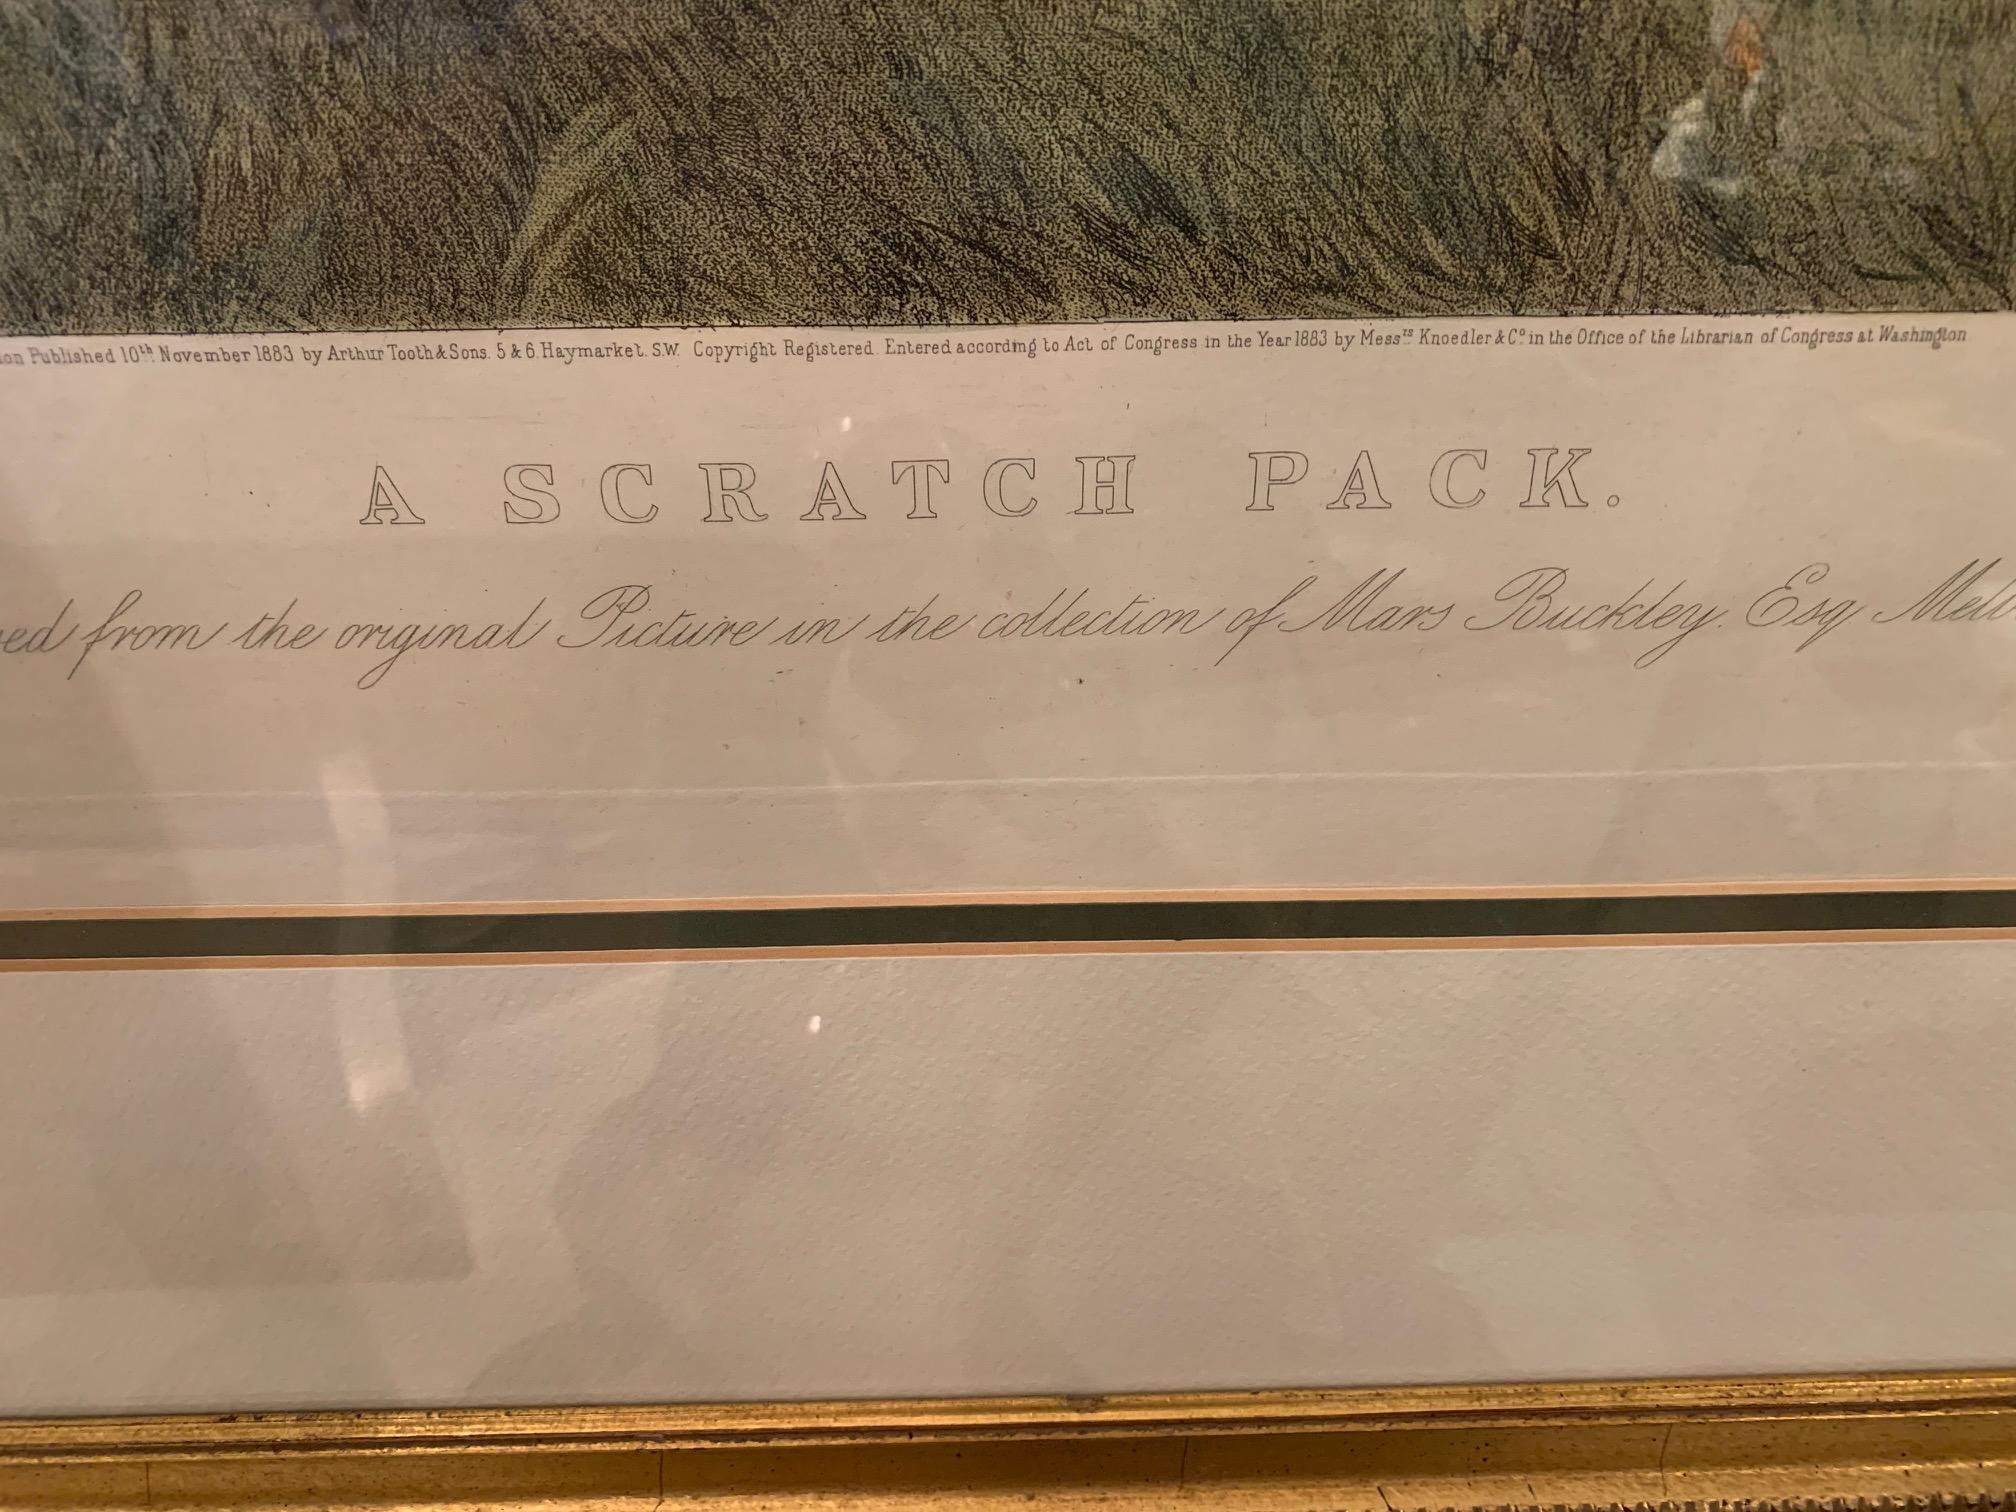 Published 10th November 1883 by Arthur Tooth & Sons. 5 & 6. Haymarket. S.W. Copyright Registered. Entered according to Act of Congress in the Year 1883 by Messrs Knoedler & Co. in the Office of the Librarian of Congress at Washington
A SCRATCH PACK.
from the original Picture in the collection of Mars Buckley. Esq.